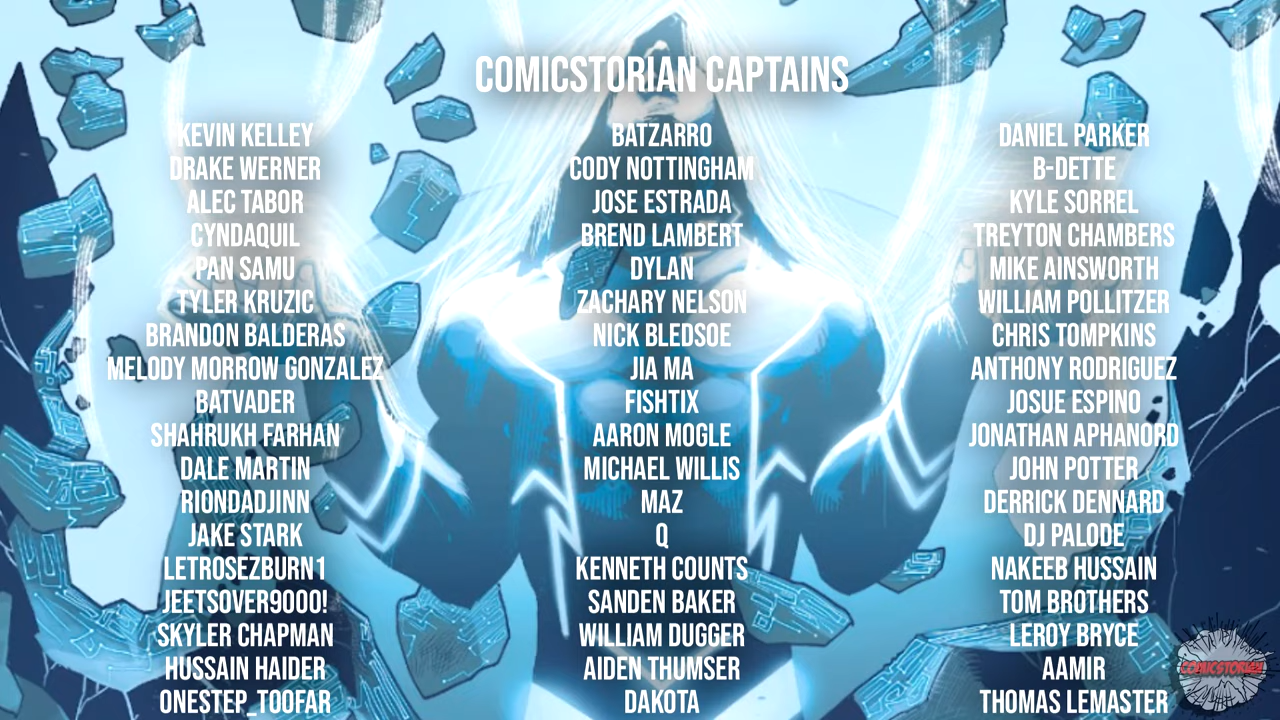 COMICSTORIAN CAPTAINS
KEVIN KELLEY
DRAKE WERNER
ALEC TABOR
CYNDAQUIL
PAN SAMU
TYLER KRUZIC
BRANDON BALDERAS
MELODY MORROW GONZALEZ
BATVADER
SHAHRUKH FARHAN
DALE MARTIN
RIONDADJINN
JAKE STARK
LETROSEZBURN1
JEETSOVER9000!
SKYLER CHAPMAN
HUSSAIN HAIDER
ONESTEP_TOOFAR
BATZARRO
CODY NOTTINGHAM
JOSE ESTRADA
BREND LAMBERT
DYLAN
ZACHARY NELSON
NICK BLEDSOE
JIA MA
FISHTIX
AARON MOGLE
MICHAEL WILLIS
MAZ
Q
KENNETH COUNTS
SANDEN BAKER
WILLIAM DUGGER
AIDEN THUMSER
DAKOTA
DANIEL PARKER
B-DETTE
KYLE SORREL
TREYTON CHAMBERS
MIKE AINSWORTH
WILLIAM POLLITZER
CHRIS TOMPKINS
ANTHONY RODRIGUEZ
JOSUE ESPINO
JONATHAN APHANORD
JOHN POTTER
DERRICK DENNARD
DJ PALODE
NAKEEB HUSSAIN
TOM BROTHERS
LEROY BRYCE
AAMIR
THOMAS LEMASTER
COMICSTORIAN